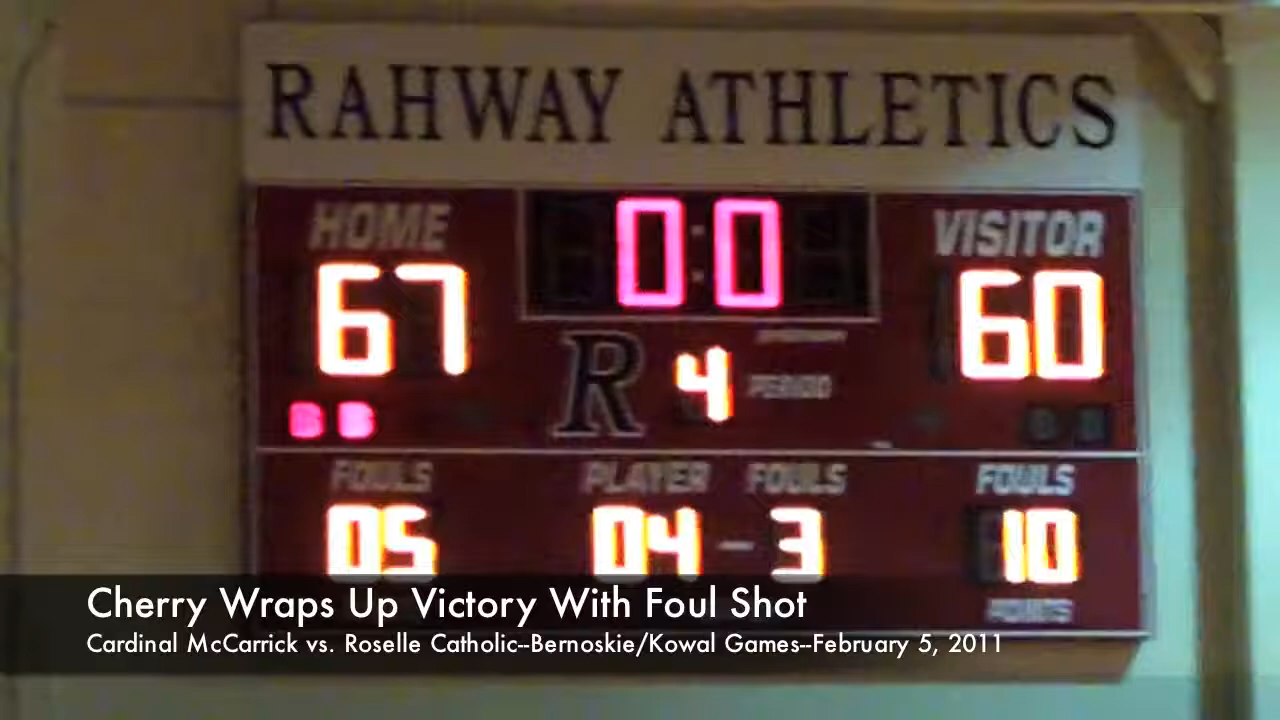 RAHWAY ATHLETICS
HOME
0:0
VISITOR
67
60
R
4
PERIOD
B B
FOULS
PLAYER FOULS
FOULS
05
04 - 3
10
Cherry Wraps Up Victory With Foul Shot
Cardinal McCarrick vs. Roselle Catholic--Bernoskie/Kowal Games--February 5, 2011